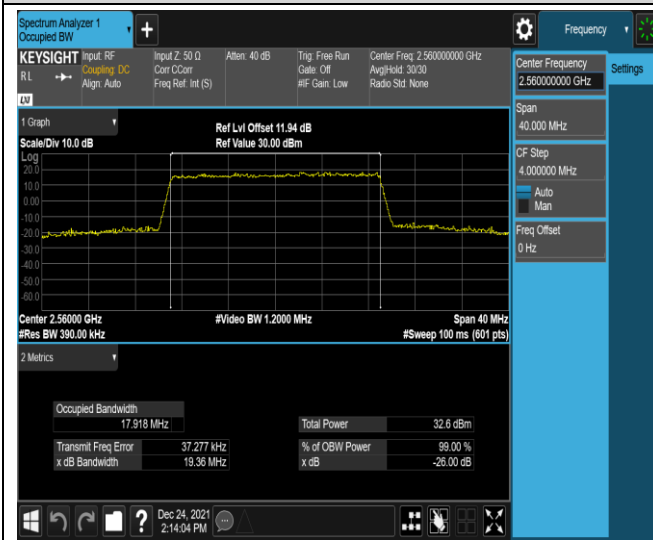 Spectrum Analyzer 1
Occupied BW
+
Frequency
KEYSIGHT
RL
Input: RF
Coupling: DC
Align: Auto
Input Z: 50 Ω
Corr CCorr
Freq Ref: Int (S)
Atten: 40 dB
Trig: Free Run
Gate: Off
#IF Gain: Low
Center Freq: 2.560000000 GHz
Avg|Hold: 30/30
Radio Std: None
LXI
Center Frequency
2.560000000 GHz
Settings
Span
40.000 MHz
CF Step
4.000000 MHz
Auto
Man
Freq Offset
0 Hz
1 Graph
Scale/Div 10.0 dB
Ref Lvl Offset 11.94 dB
Ref Value 30.00 dBm
Log
20.0
10.0
0.00
-10.0
-20.0
-30.0
-40.0
-50.0
-60.0
Center 2.56000 GHz
#Video BW 1.2000 MHz
Span 40 MHz
#Res BW 390.00 kHz
#Sweep 100 ms (601 pts)
2 Metrics
Occupied Bandwidth
17.918 MHz
Total Power 32.6 dBm
Transmit Freq Error 37.277 kHz
% of OBW Power 99.00 %
x dB Bandwidth 19.36 MHz
x dB -26.00 dB
?
Dec 24, 2021
2:14:04 PM